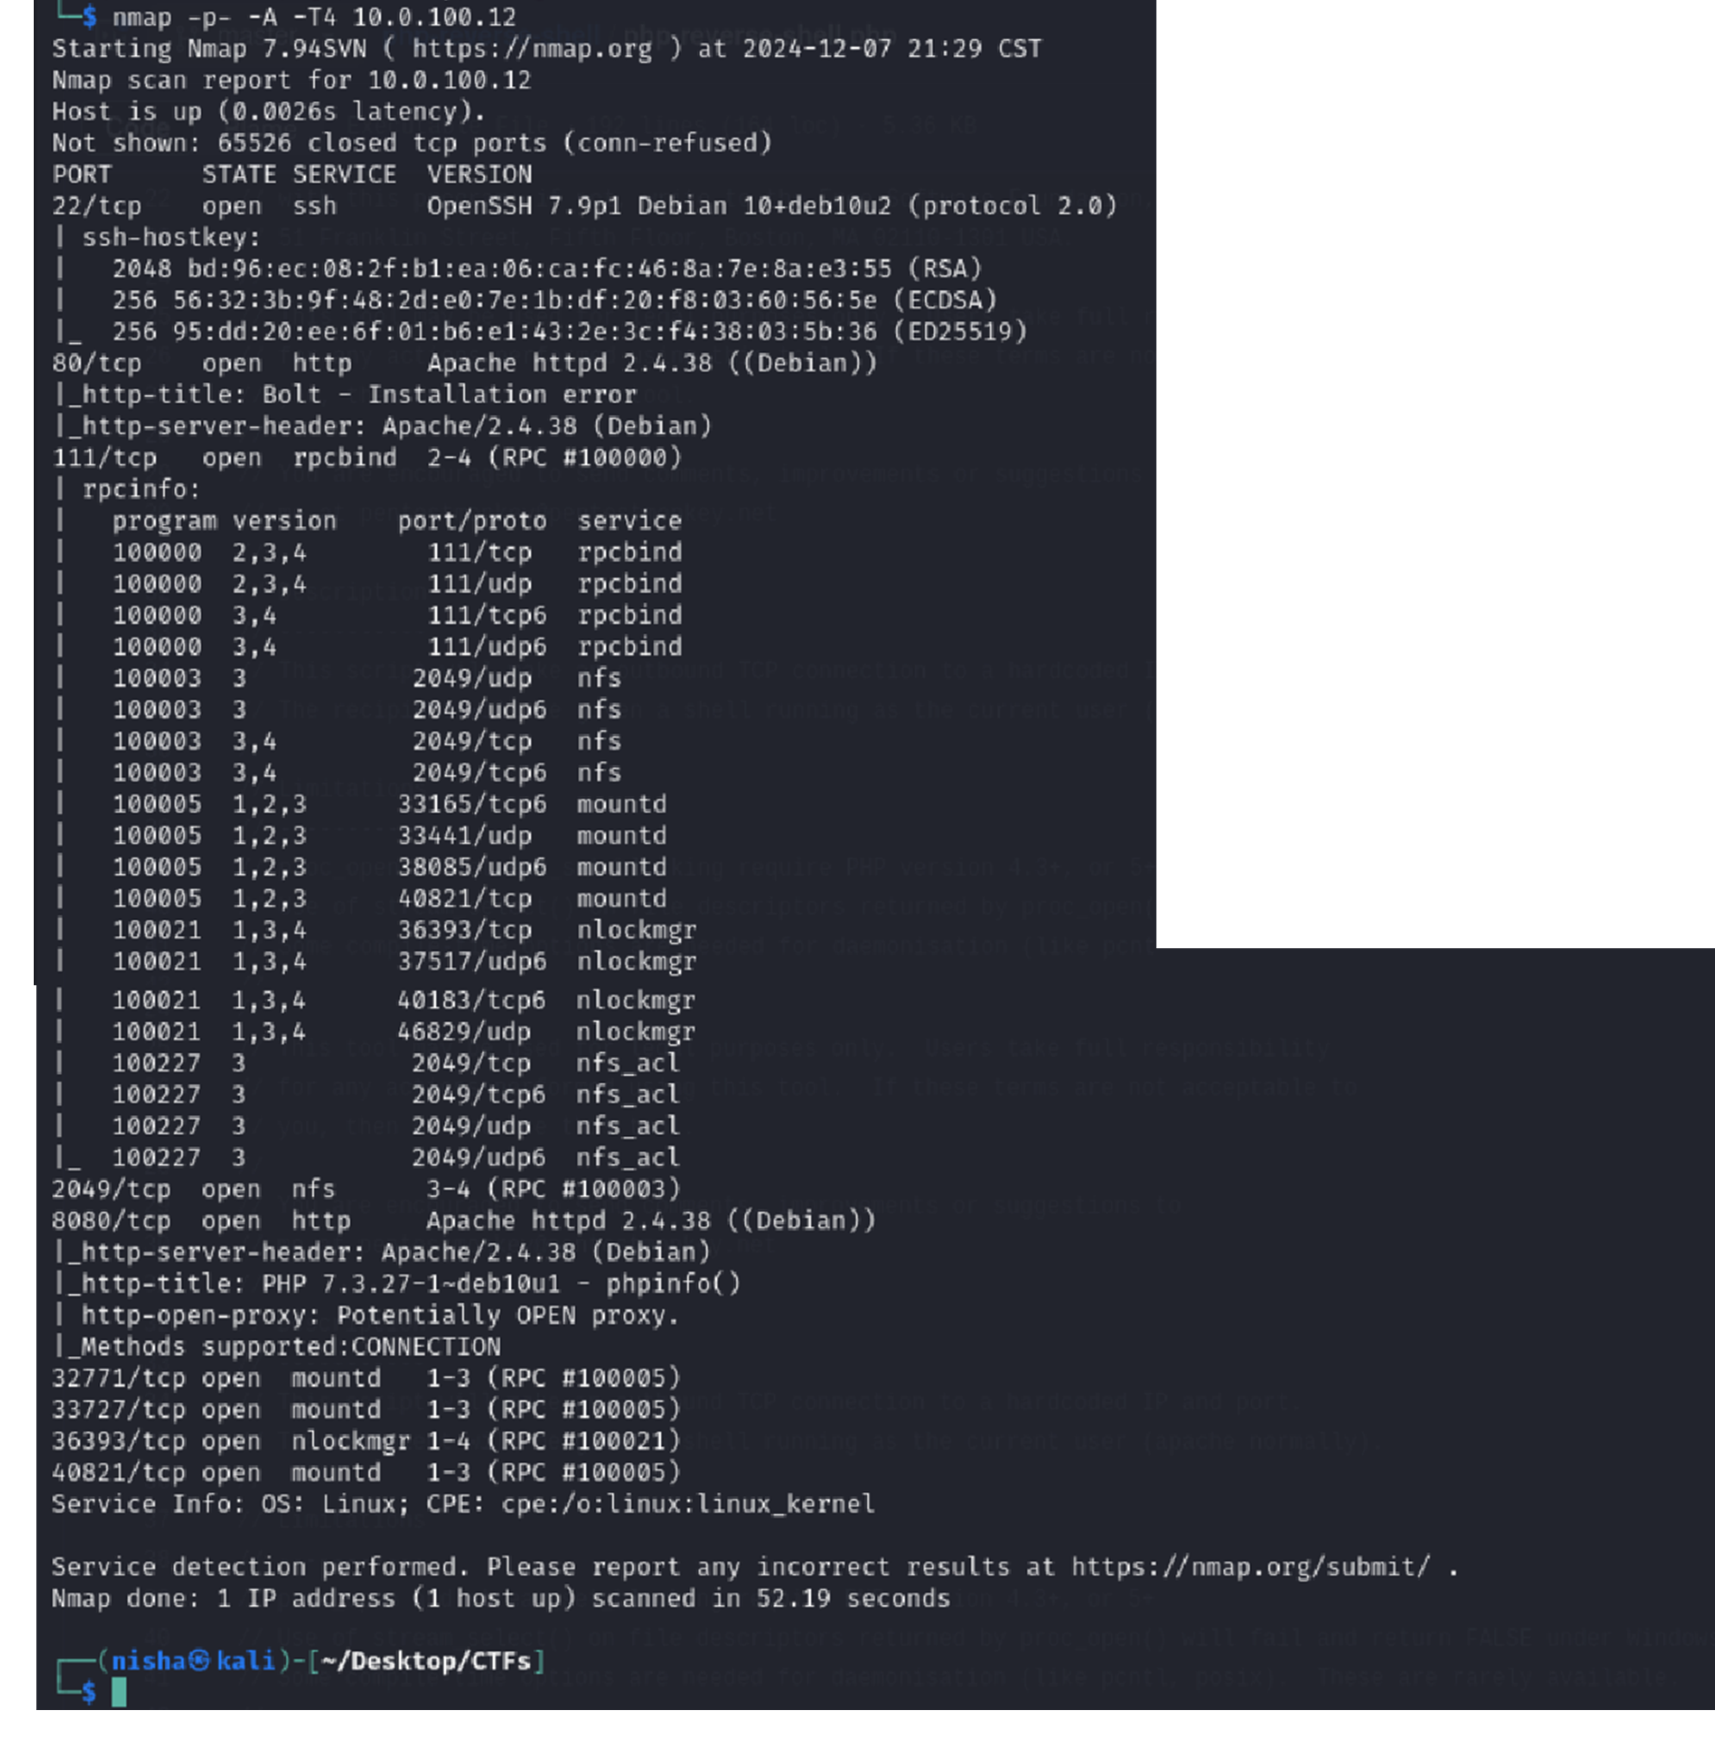 └─$ nmap -p- -A -T4 10.0.100.12
Starting Nmap 7.94SVN ( https://nmap.org ) at 2024-12-07 21:29 CST
Nmap scan report for 10.0.100.12
Host is up (0.0026s latency).
Not shown: 65526 closed tcp ports (conn-refused)
PORT      STATE SERVICE  VERSION
22/tcp    open  ssh      OpenSSH 7.9p1 Debian 10+deb10u2 (protocol 2.0)
| ssh-hostkey:
|   2048 bd:96:ec:08:2f:b1:ea:06:ca:fc:46:8a:7e:8a:e3:55 (RSA)
|   256 56:32:3b:9f:48:2d:e0:7e:1b:df:20:f8:03:60:56:5e (ECDSA)
|_  256 95:dd:20:ee:6f:01:b6:e1:43:2e:3c:f4:38:03:5b:36 (ED25519)
80/tcp    open  http     Apache httpd 2.4.38 ((Debian))
|_http-title: Bolt - Installation error
|_http-server-header: Apache/2.4.38 (Debian)
111/tcp   open  rpcbind  2-4 (RPC #100000)
| rpcinfo:
|   program version    port/proto  service
|   100000  2,3,4        111/tcp   rpcbind
|   100000  2,3,4        111/udp   rpcbind
|   100000  3,4          111/tcp6  rpcbind
|   100000  3,4          111/udp6  rpcbind
|   100003  3           2049/udp   nfs
|   100003  3           2049/udp6  nfs
|   100003  3,4         2049/tcp   nfs
|   100003  3,4         2049/tcp6  nfs
|   100005  1,2,3      33165/tcp6  mountd
|   100005  1,2,3      33441/udp   mountd
|   100005  1,2,3      38085/udp6  mountd
|   100005  1,2,3      40821/tcp   mountd
|   100021  1,3,4      36393/tcp   nlockmgr
|   100021  1,3,4      37517/udp6  nlockmgr
|   100021  1,3,4      40183/tcp6  nlockmgr
|   100021  1,3,4      46829/udp   nlockmgr
|   100227  3           2049/tcp   nfs_acl
|   100227  3           2049/tcp6  nfs_acl
|   100227  3           2049/udp   nfs_acl
|_  100227  3           2049/udp6  nfs_acl
2049/tcp  open  nfs      3-4 (RPC #100003)
8080/tcp  open  http     Apache httpd 2.4.38 ((Debian))
|_http-server-header: Apache/2.4.38 (Debian)
|_http-title: PHP 7.3.27-1~deb10u1 - phpinfo()
| http-open-proxy: Potentially OPEN proxy.
|_Methods supported:CONNECTION
32771/tcp open  mountd   1-3 (RPC #100005)
33727/tcp open  mountd   1-3 (RPC #100005)
36393/tcp open  nlockmgr 1-4 (RPC #100021)
40821/tcp open  mountd   1-3 (RPC #100005)
Service Info: OS: Linux; CPE: cpe:/o:linux:linux_kernel
Service detection performed. Please report any incorrect results at https://nmap.org/submit/ .
Nmap done: 1 IP address (1 host up) scanned in 52.19 seconds
┌──(nisha㉿kali)-[~/Desktop/CTFs]
└─$